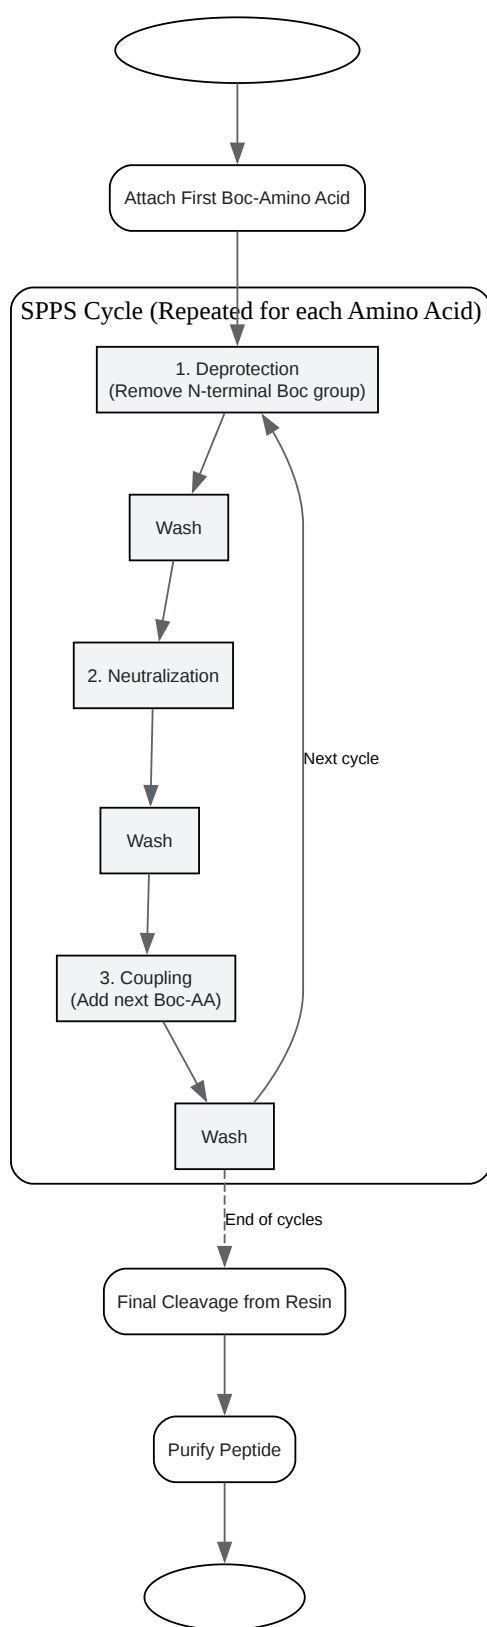 Attach First Boc-Amino Acid
SPPS Cycle (Repeated for each Amino Acid)
1. Deprotection
(Remove N-terminal Boc group)
Wash
2. Neutralization
Next cycle
Wash
3. Coupling
(Add next Boc-AA)
Wash
End of cycles
Final Cleavage from Resin
Purify Peptide